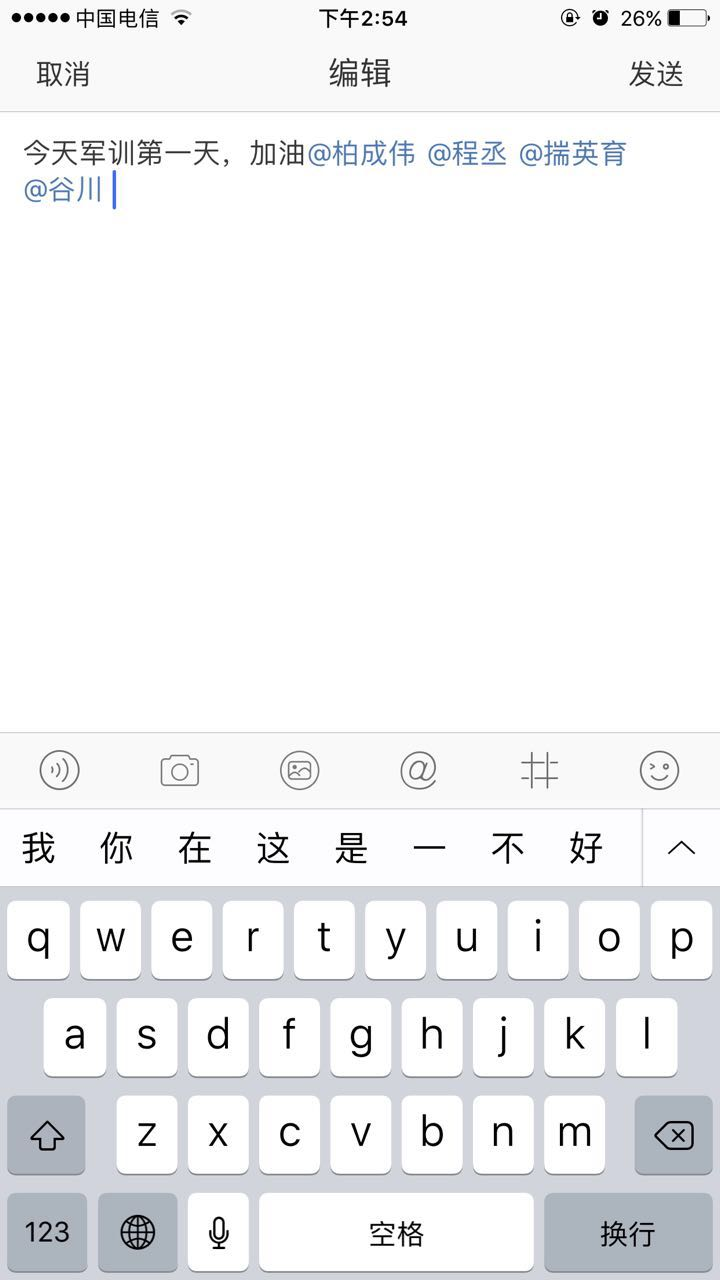 中国电信 下午2:54 26%
取消 编辑 发送
今天军训第一天，加油@柏成伟 @程丞 @揣英育
@谷川
我 你 在 这 是 一 不 好
q w e r t y u i o p
a s d f g h j k l
z x c v b n m
123 空格 换行